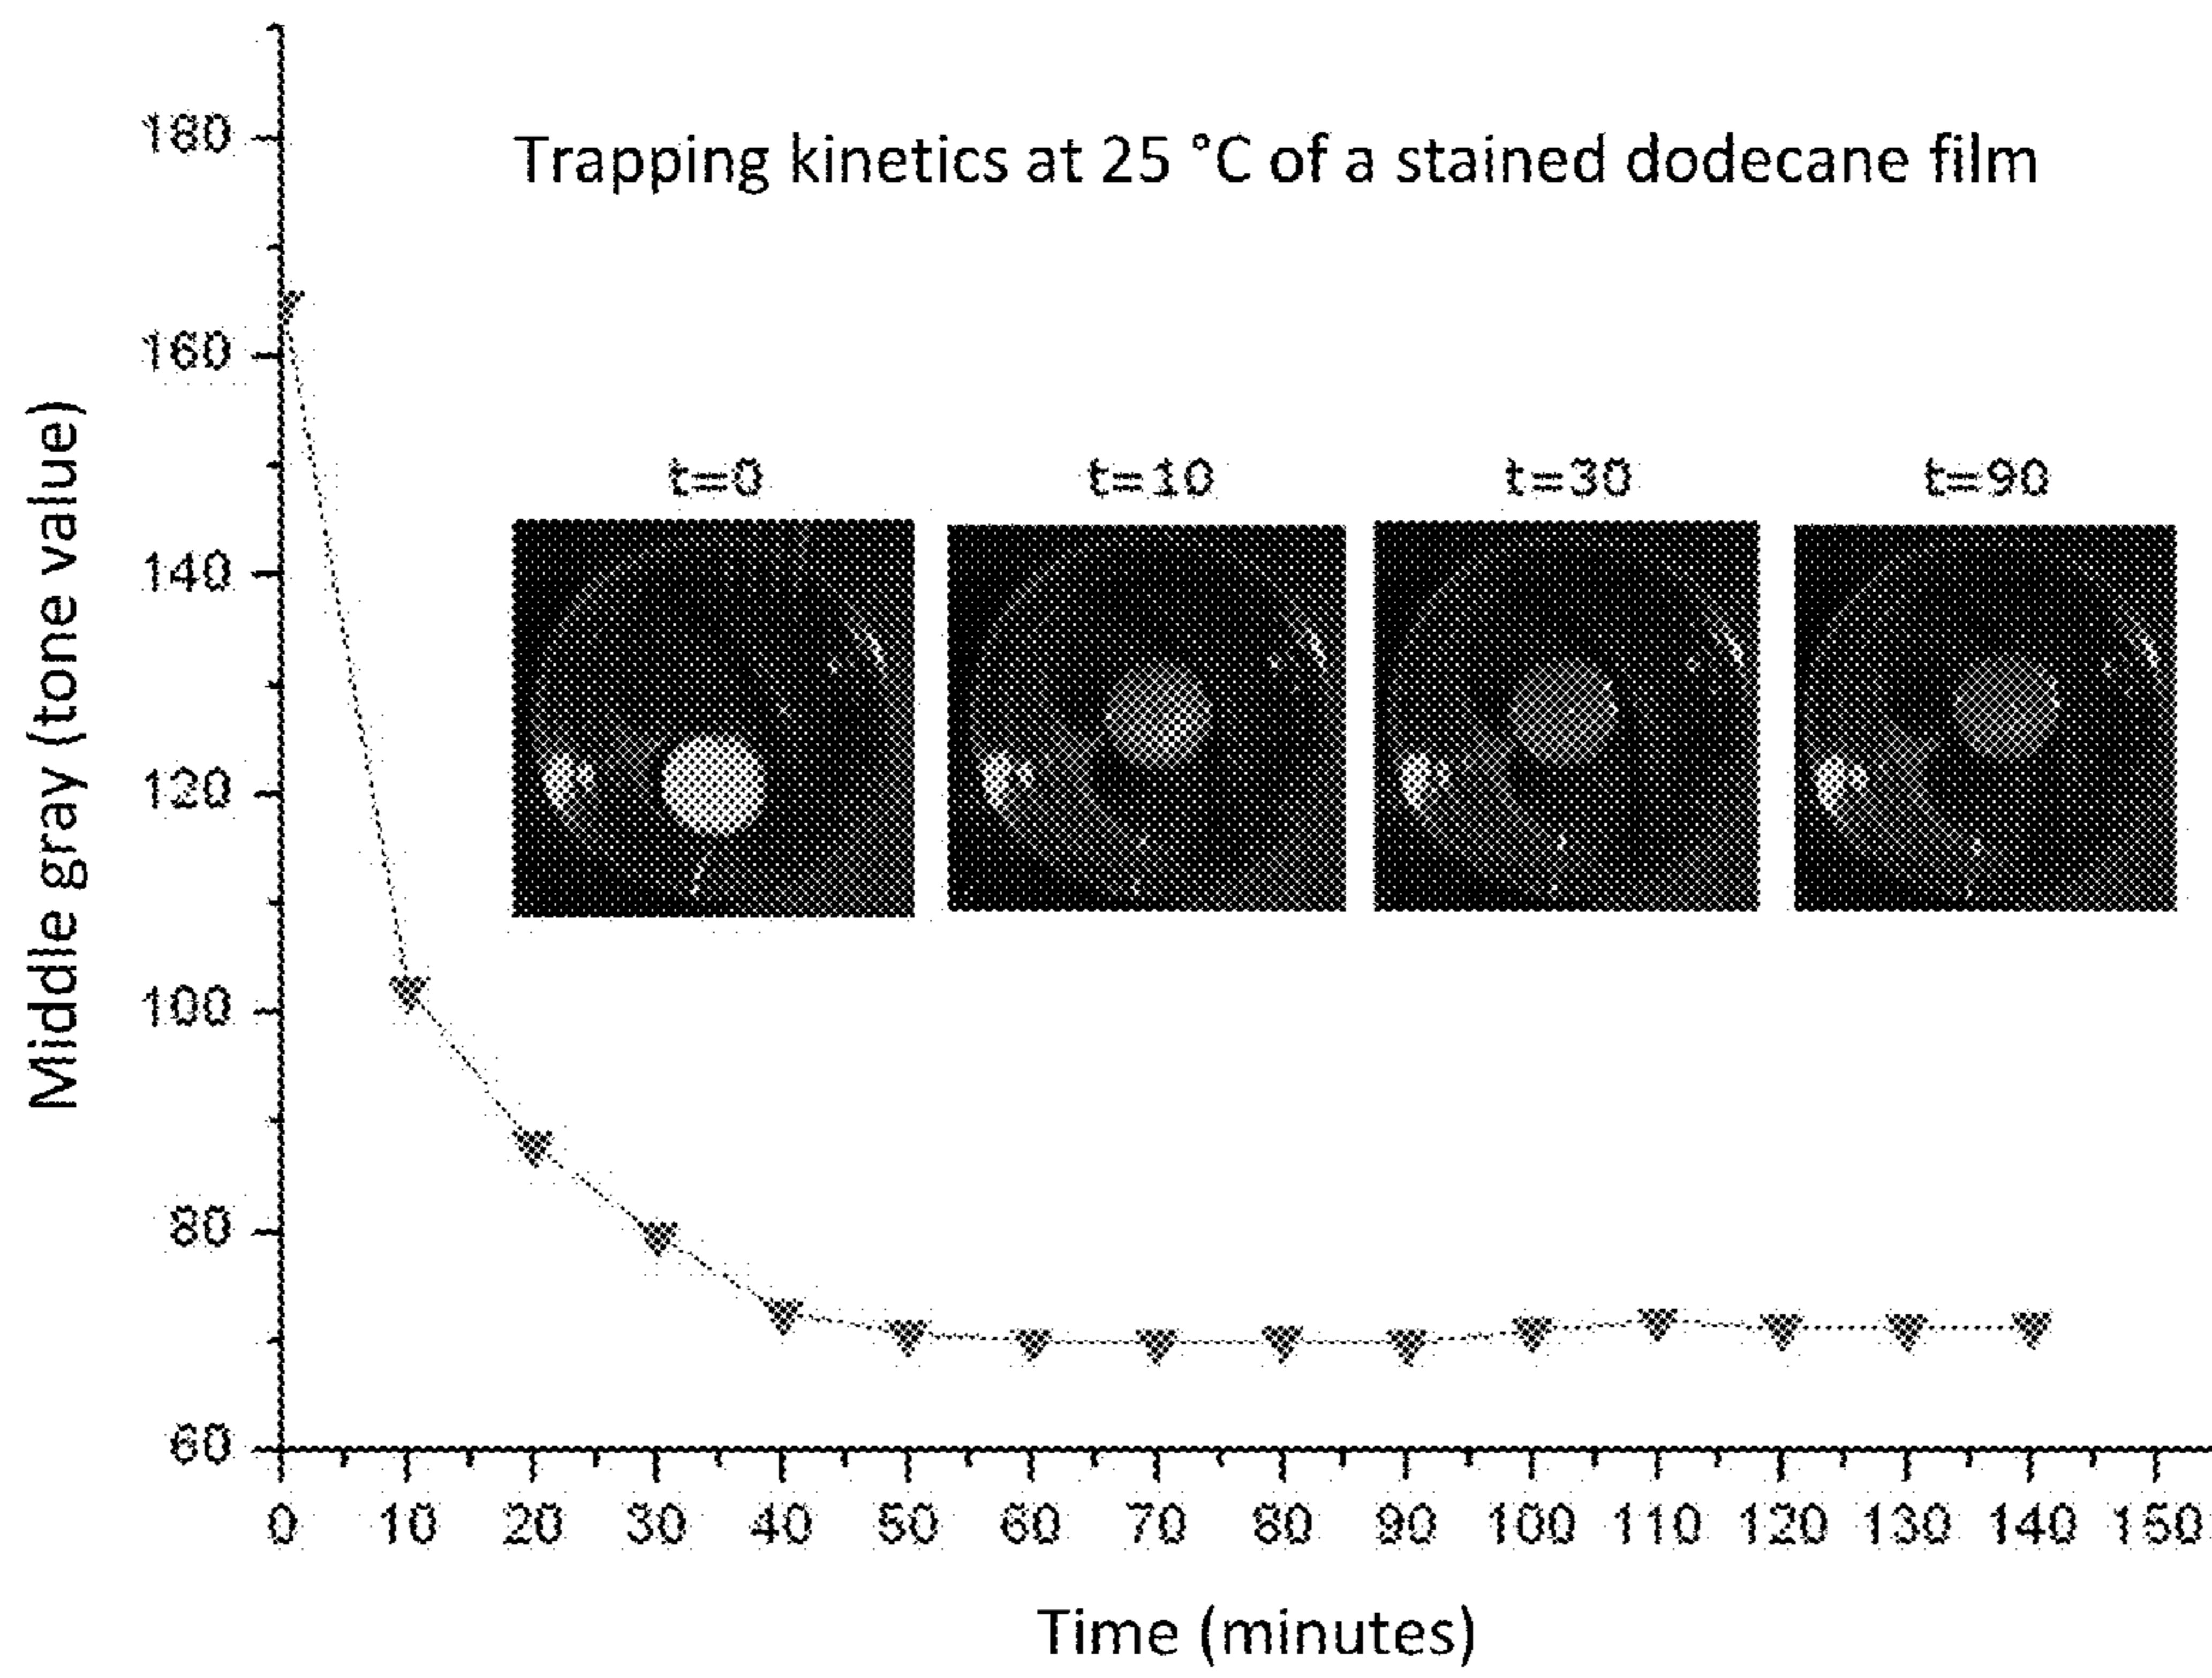 Trapping kinetics at 25 °C of a stained dodecane film
t=0 t=10 t=30 t=90
Middle gray (tone value)
180
160
140
120
100
80
60
0 10 20 30 40 50 60 70 80 90 100 110 120 130 140 150
Time (minutes)